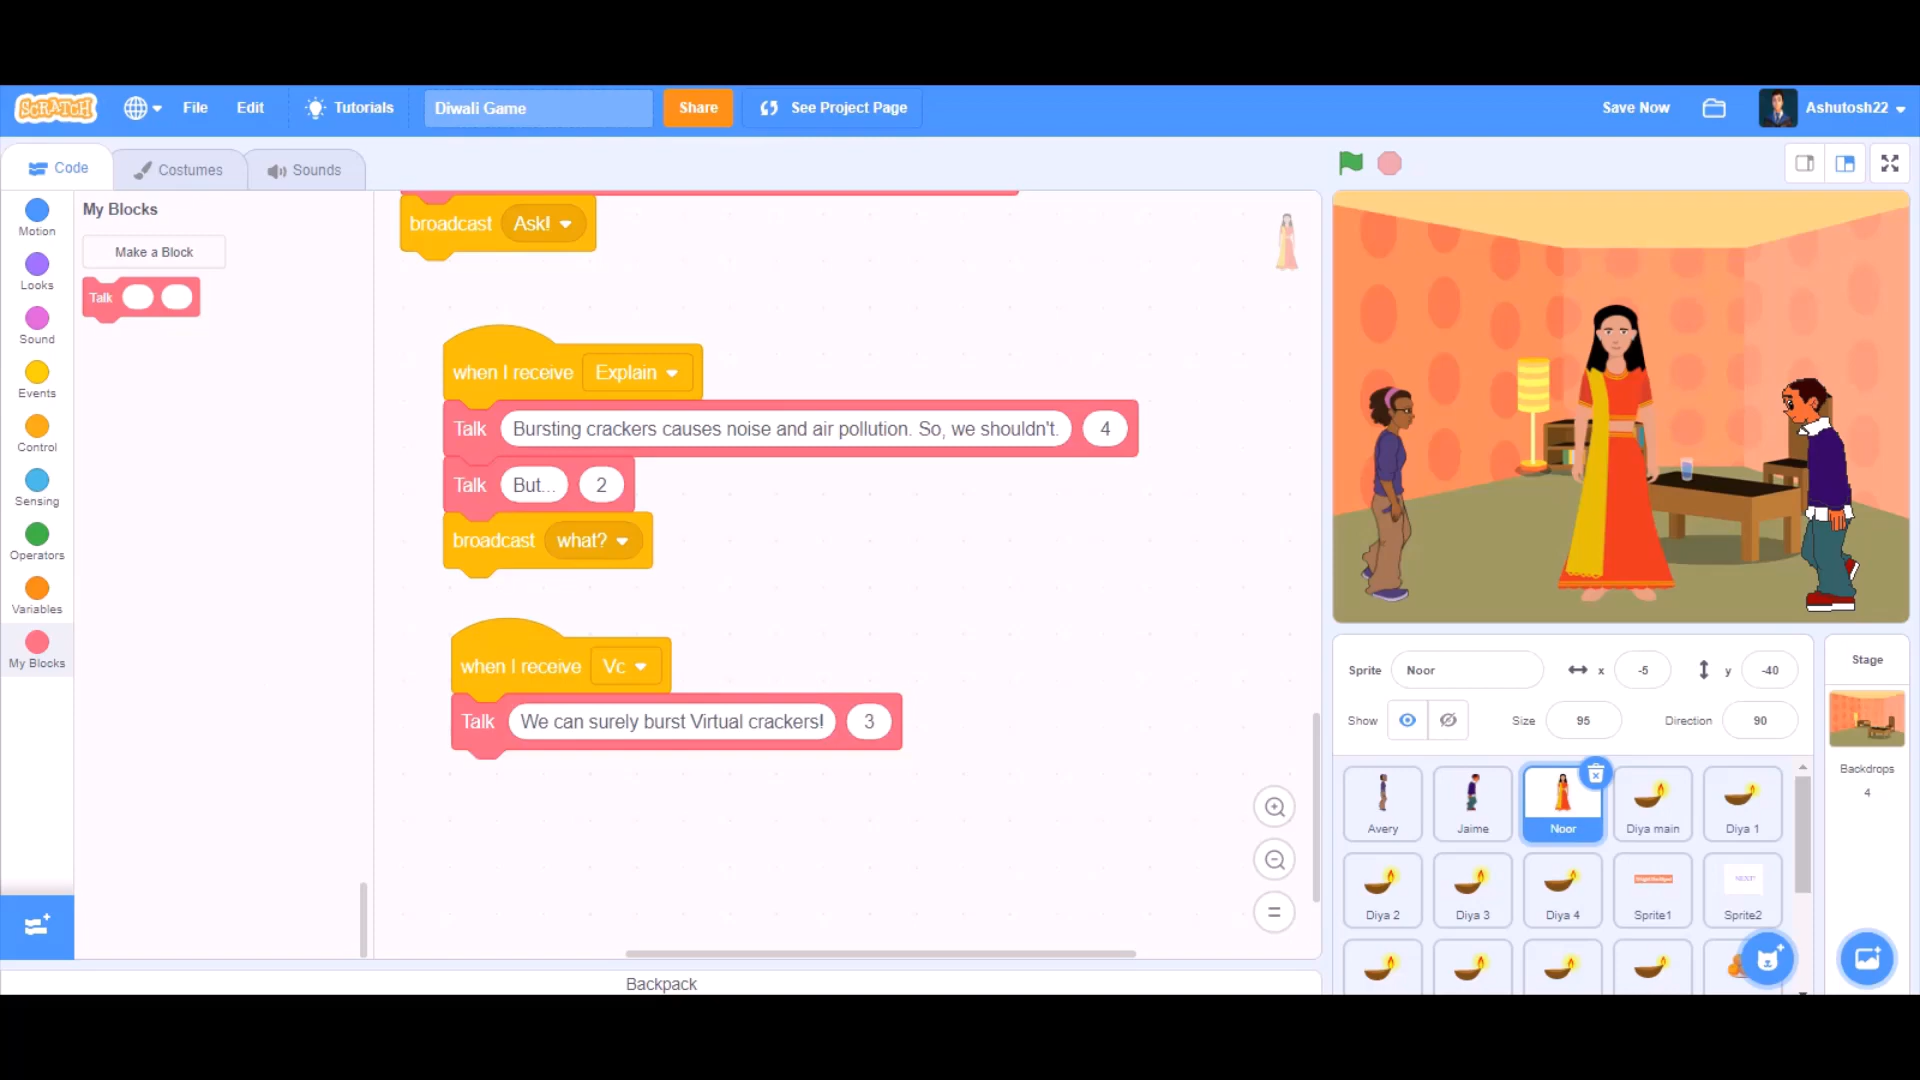 SCRATCH
File
Edit
Tutorials
Diwali Game
Share
See Project Page
Save Now
Ashutosh22
Code
Costumes
Sounds
Motion
Looks
Sound
Events
Control
Sensing
Operators
Variables
My Blocks
My Blocks
Make a Block
Talk
broadcast Ask!
when I receive Explain
Talk Bursting crackers causes noise and air pollution. So, we shouldn't. 4
Talk But... 2
broadcast what?
when I receive Vc
Talk We can surely burst Virtual crackers! 3
Backpack
Sprite Noor x -5 y -40
Show Size 95 Direction 90
Avery Jaime Noor Diya main Diya 1
Diya 2 Diya 3 Diya 4 Sprite1 Sprite2
Stage
Backdrops
4